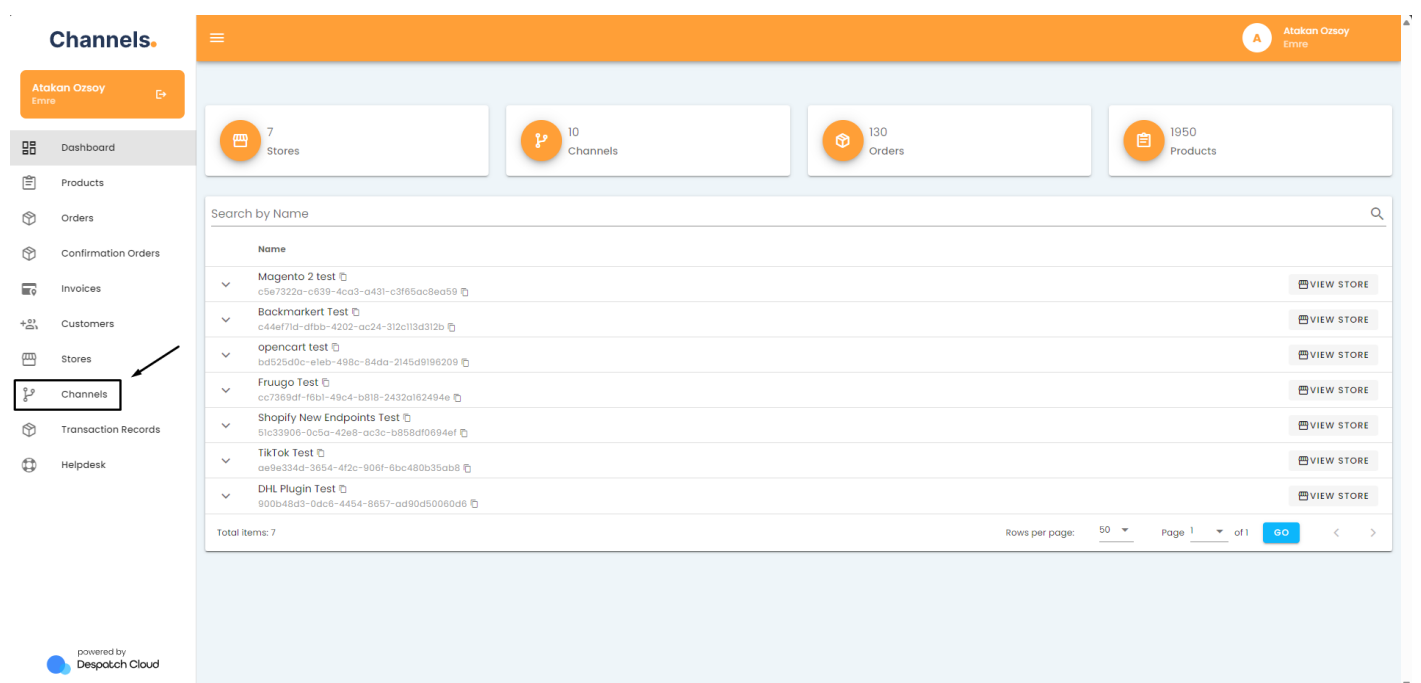 Channels.
Atakan Ozsoy
Emre
A
Atakan Ozsoy
Emre
Dashboard
Products
Orders
Confirmation Orders
Invoices
Customers
Stores
Channels
Transaction Records
Helpdesk
powered by
Despatch Cloud
7
Stores
10
Channels
130
Orders
1950
Products
Search by Name
Name
Magento 2 test
c5e7322a-c639-4ca3-a431-c3f65ac8ea59
VIEW STORE
Backmarkert Test
c44ef71d-dfbb-4202-ac24-312c113d312b
VIEW STORE
opencart test
bd525d0c-e1eb-498c-84da-2145d9196209
VIEW STORE
Fruugo Test
cc7369df-f6b1-49c4-b818-2432a162494e
VIEW STORE
Shopify New Endpoints Test
51c33906-0c5a-42e8-ac3c-b858df0694ef
VIEW STORE
TikTok Test
ae9e334d-3654-4f2c-906f-6bc480b35ab8
VIEW STORE
DHL Plugin Test
900b48d3-0dc6-4454-8657-ad90d50060d6
VIEW STORE
Total items: 7
Rows per page: 50 Page 1 of 1 GO